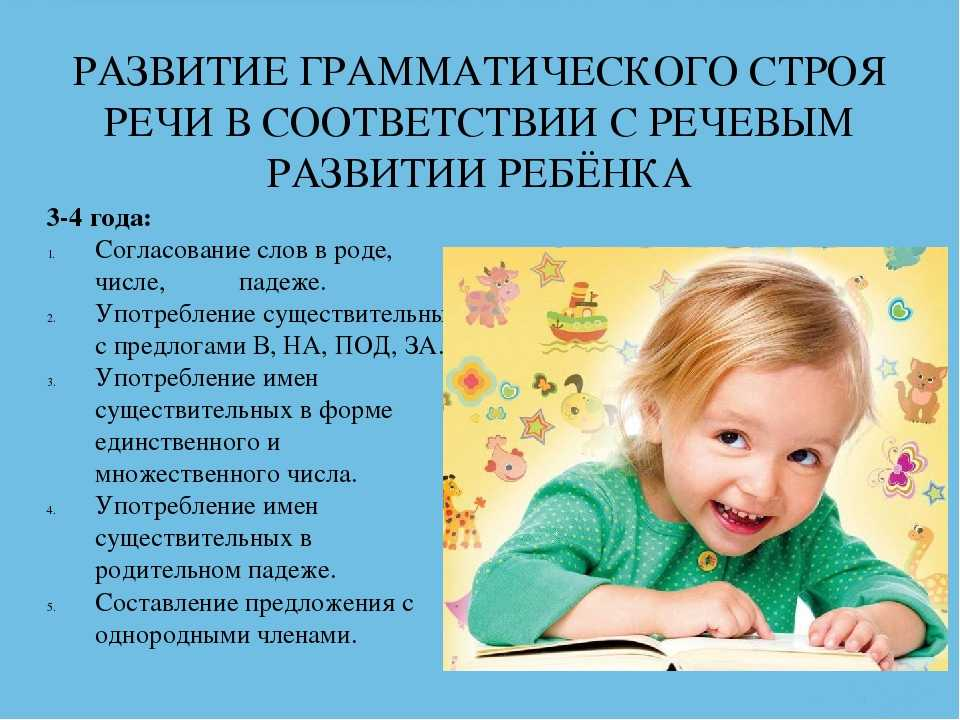 РАЗВИТИЕ ГРАММАТИЧЕСКОГО СТРОЯ
РЕЧИ В СООТВЕТСТВИИ С РЕЧЕВЫМ
РАЗВИТИИ РЕБЁНКА
3-4 года:
1. Согласование слов в роде,
числе, падеже.
2. Употребление существительны
с предлогами В, НА, ПОД, ЗА.
3. Употребление имен
существительных в форме
единственного и
множественного числа.
4. Употребление имен
существительных в
родительном падеже.
5. Составление предложения с
однородными членами.